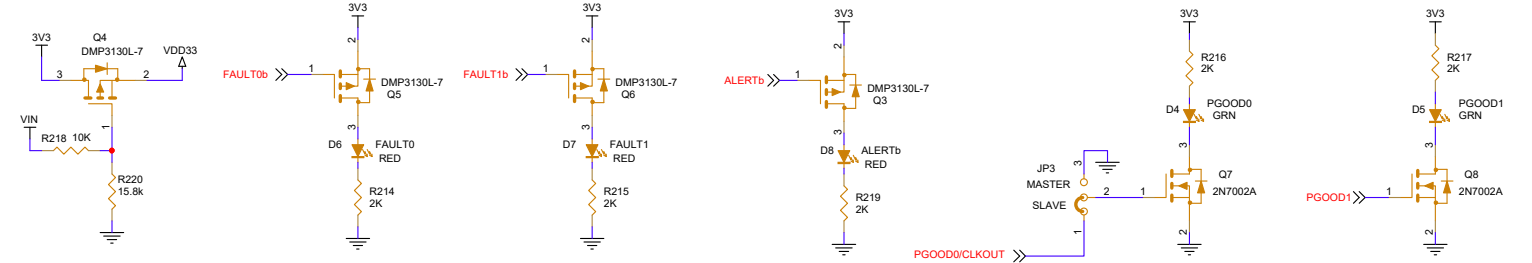 Q4
DMP3130L-7
3V3
VDD33
3
2
1
VIN
R218 10K
R220
15.8k
3V3
2
FAULT0b
1
DMP3130L-7
Q5
3
D6
FAULT0
RED
R214
2K
3V3
2
FAULT1b
1
DMP3130L-7
Q6
3
D7
FAULT1
RED
R215
2K
3V3
2
ALERTb
1
DMP3130L-7
Q3
3
D8
ALERTb
RED
R219
2K
3V3
R216
2K
D4
PGOOD0
GRN
3
JP3
3
MASTER
2
1
SLAVE
1
Q7
2N7002A
2
PGOOD0/CLKOUT
3V3
R217
2K
D5
PGOOD1
GRN
3
PGOOD1
1
Q8
2N7002A
2